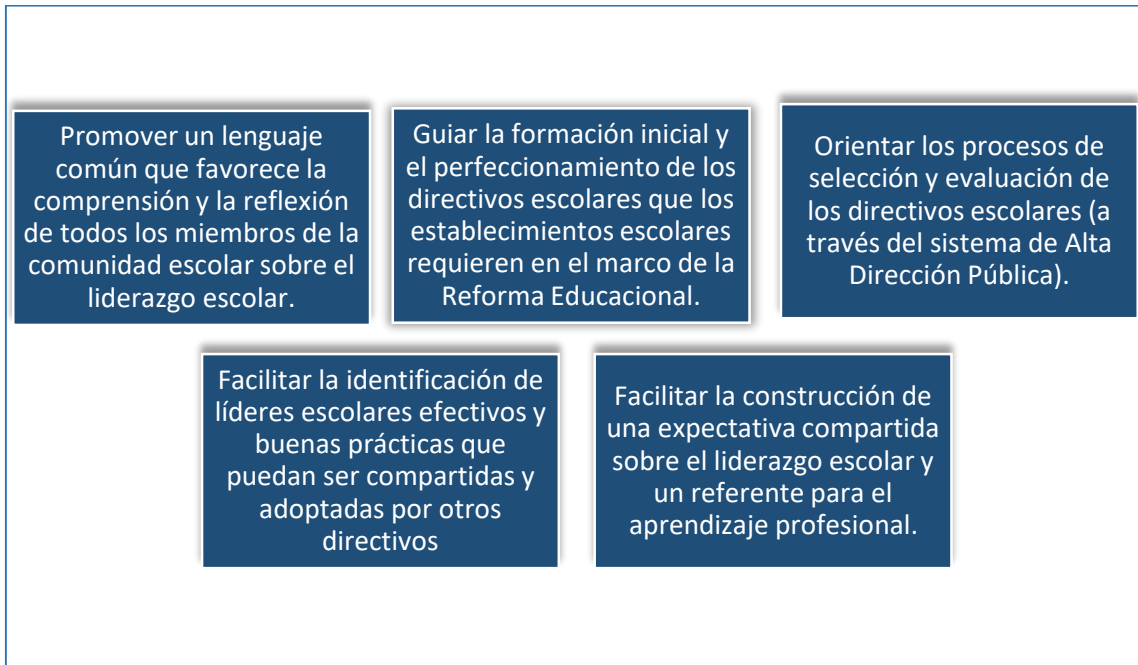 Promover un lenguaje
común que favorece la
comprensión y la reflexión
de todos los miembros de la
comunidad escolar sobre el
liderazgo escolar.
Guiar la formación inicial y
el perfeccionamiento de los
directivos escolares que los
establecimientos escolares
requieren en el marco de la
Reforma Educacional.
Orientar los procesos de
selección y evaluación de
los directivos escolares (a
través del sistema de Alta
Dirección Pública).
Facilitar la identificación de
líderes escolares efectivos y
buenas prácticas que
puedan ser compartidas y
adoptadas por otros
directivos
Facilitar la construcción de
una expectativa compartida
sobre el liderazgo escolar y
un referente para el
aprendizaje profesional.